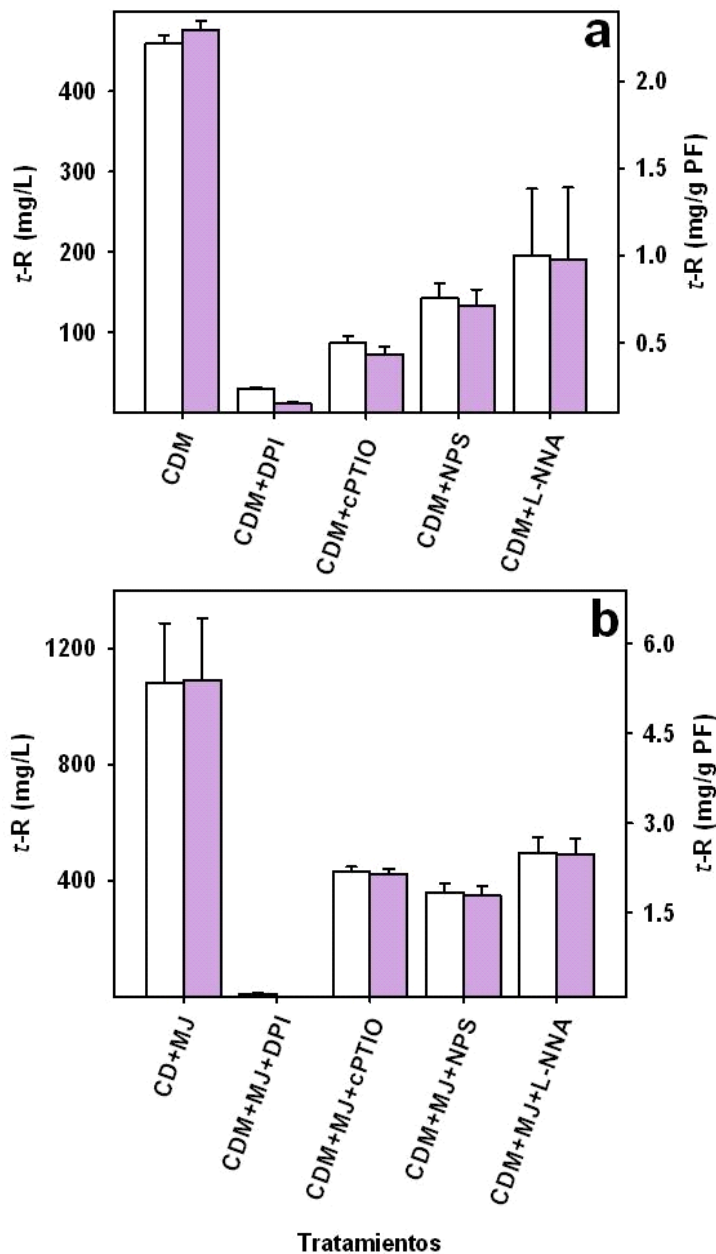 a
τ-R (mg/L)
400
300
200
100
2.0
1.5
1.0
0.5
τ-R (mg/g PF)
CDM
CDM+DPI
CDM+cPTIO
CDM+NPS
CDM+L-NNA
b
τ-R (mg/L)
1200
800
400
6.0
4.5
3.0
1.5
τ-R (mg/g PF)
CD+MJ
CDM+MJ+DPI
CDM+MJ+cPTIO
CDM+MJ+NPS
CDM+MJ+L-NNA
Tratamientos